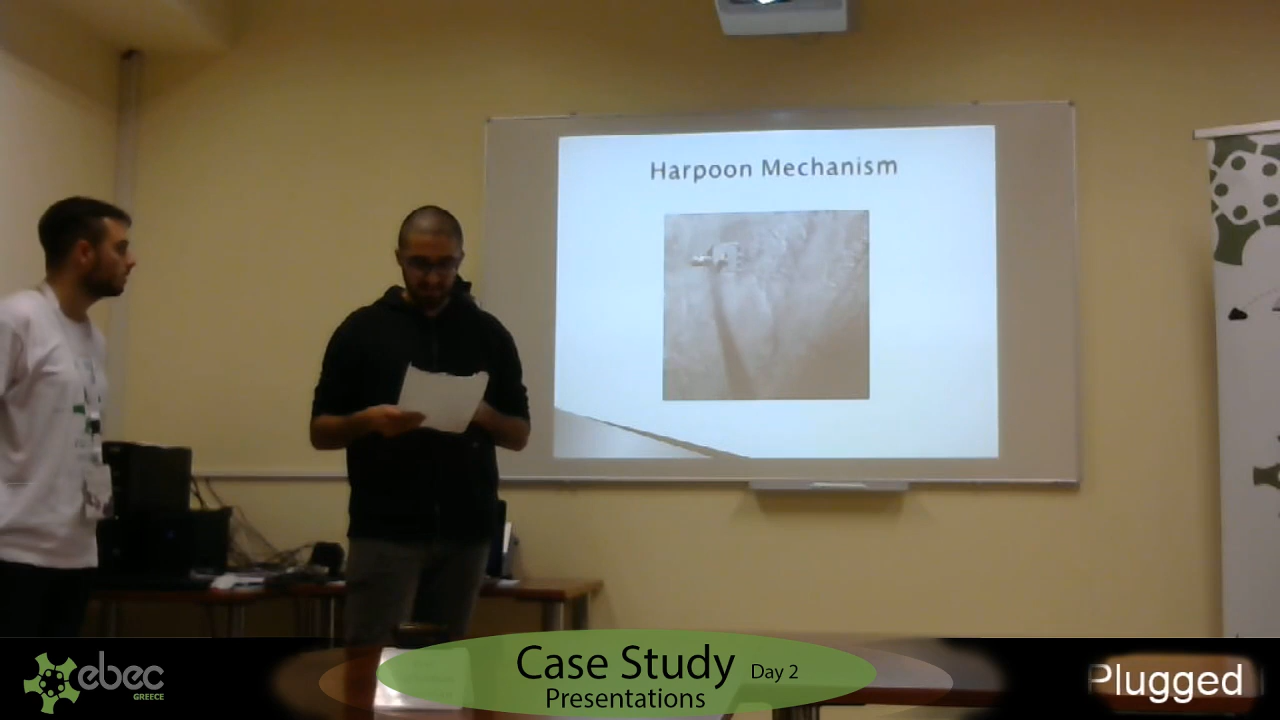 Harpoon Mechanism
ebec
GREECE
Case Study Day 2
Presentations
Plugged